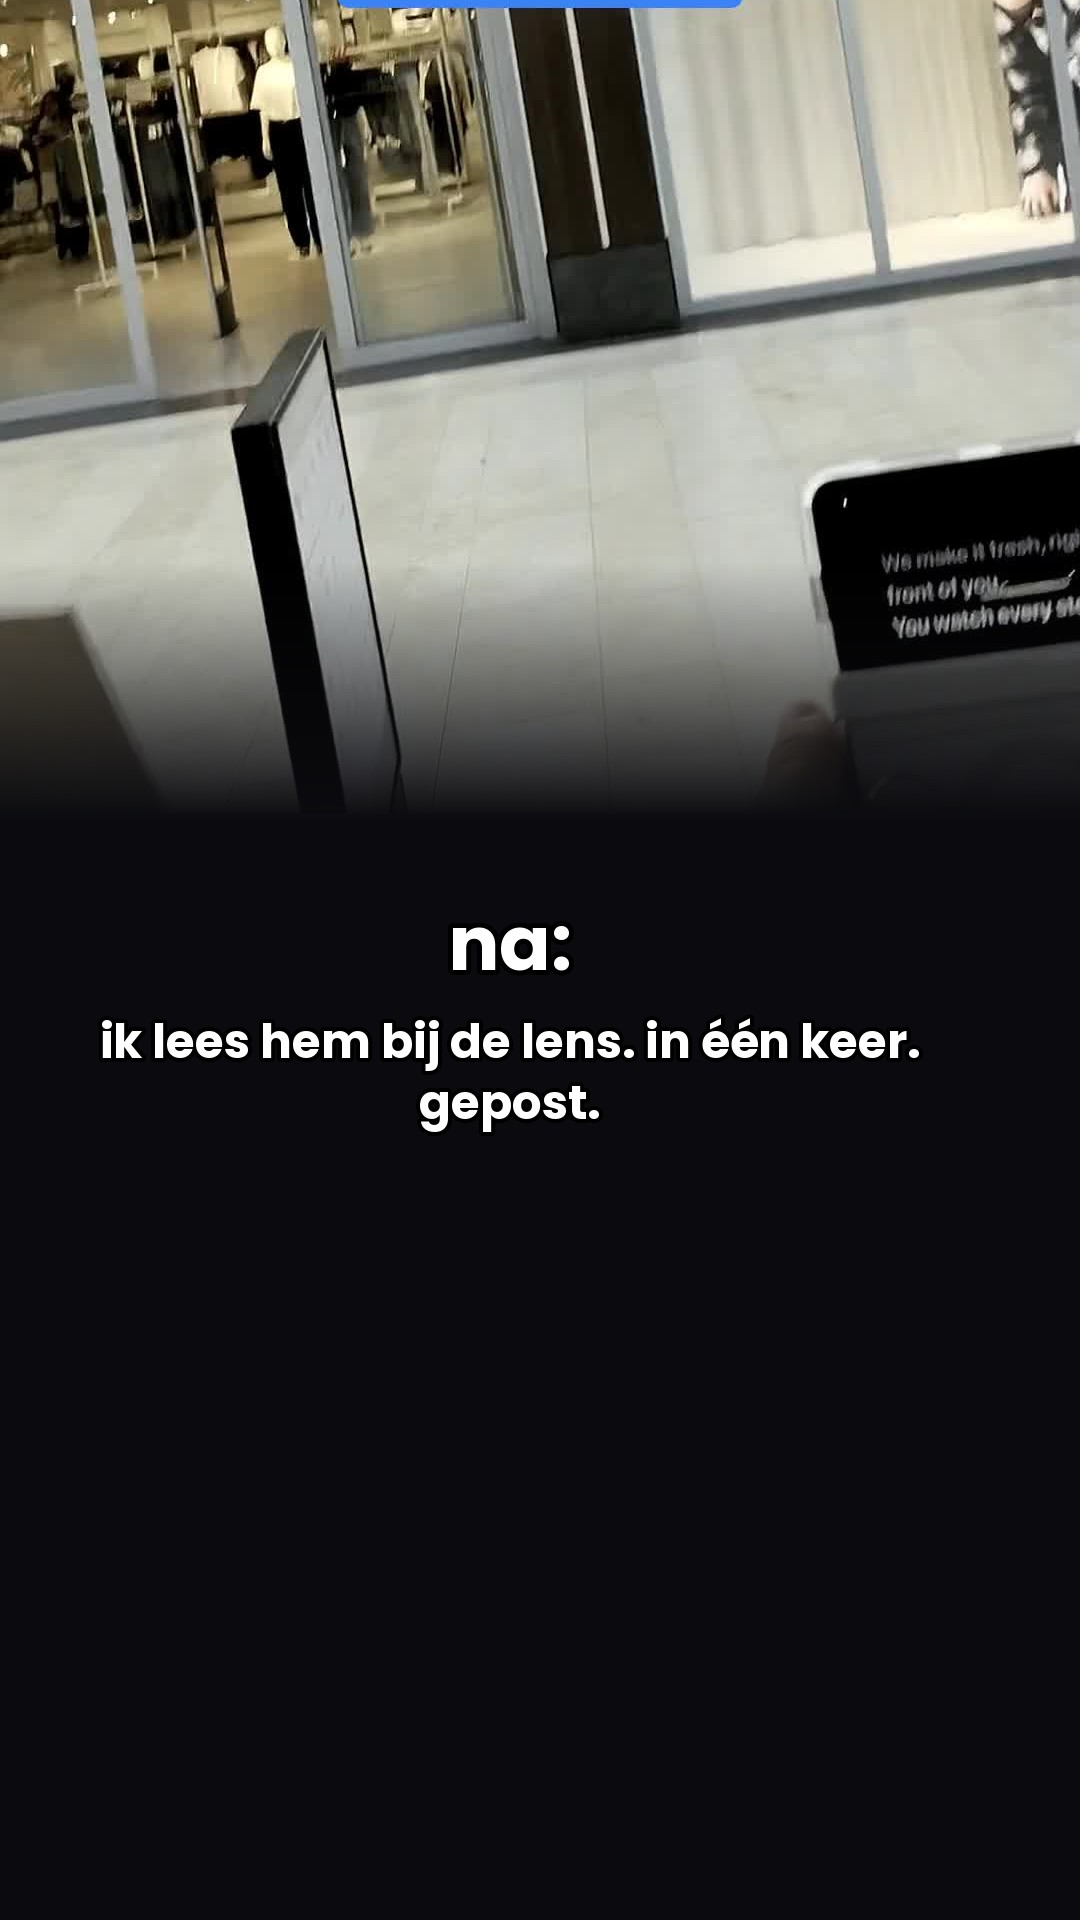 We make it fresh,
front of you
You watch every
na:
ik lees hem bij de lens. in één keer.
gepost.